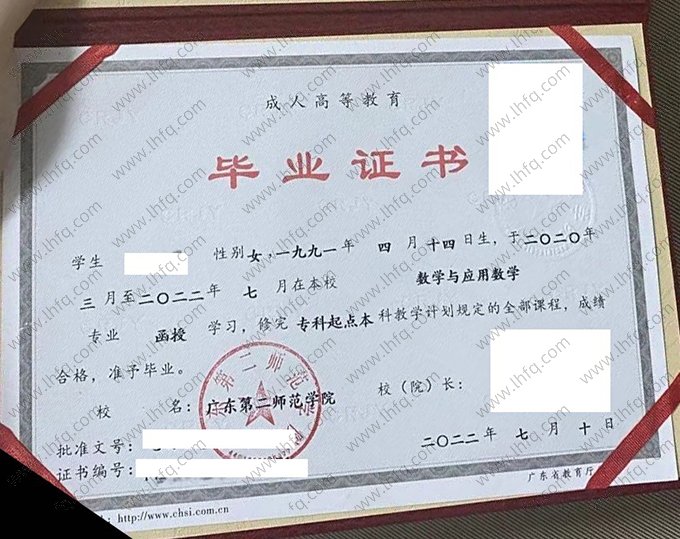 成人高等教育
毕业证书
学生 性别 女，一九九一年 四 月 十四日生，于二〇二〇年
三 月至二〇二二年 七 月在本校 数学与应用数学
专业 函授 学习，修完 专科起点本 科教学计划规定的全部课程，成绩
合格，准予毕业。
校 名：广东第二师范学院 校（院）长：
批准文号：
证书编号：
二〇二二年 七 月 十 日
广东省教育厅
http://www.chsi.com.cn
www.lhfq.com